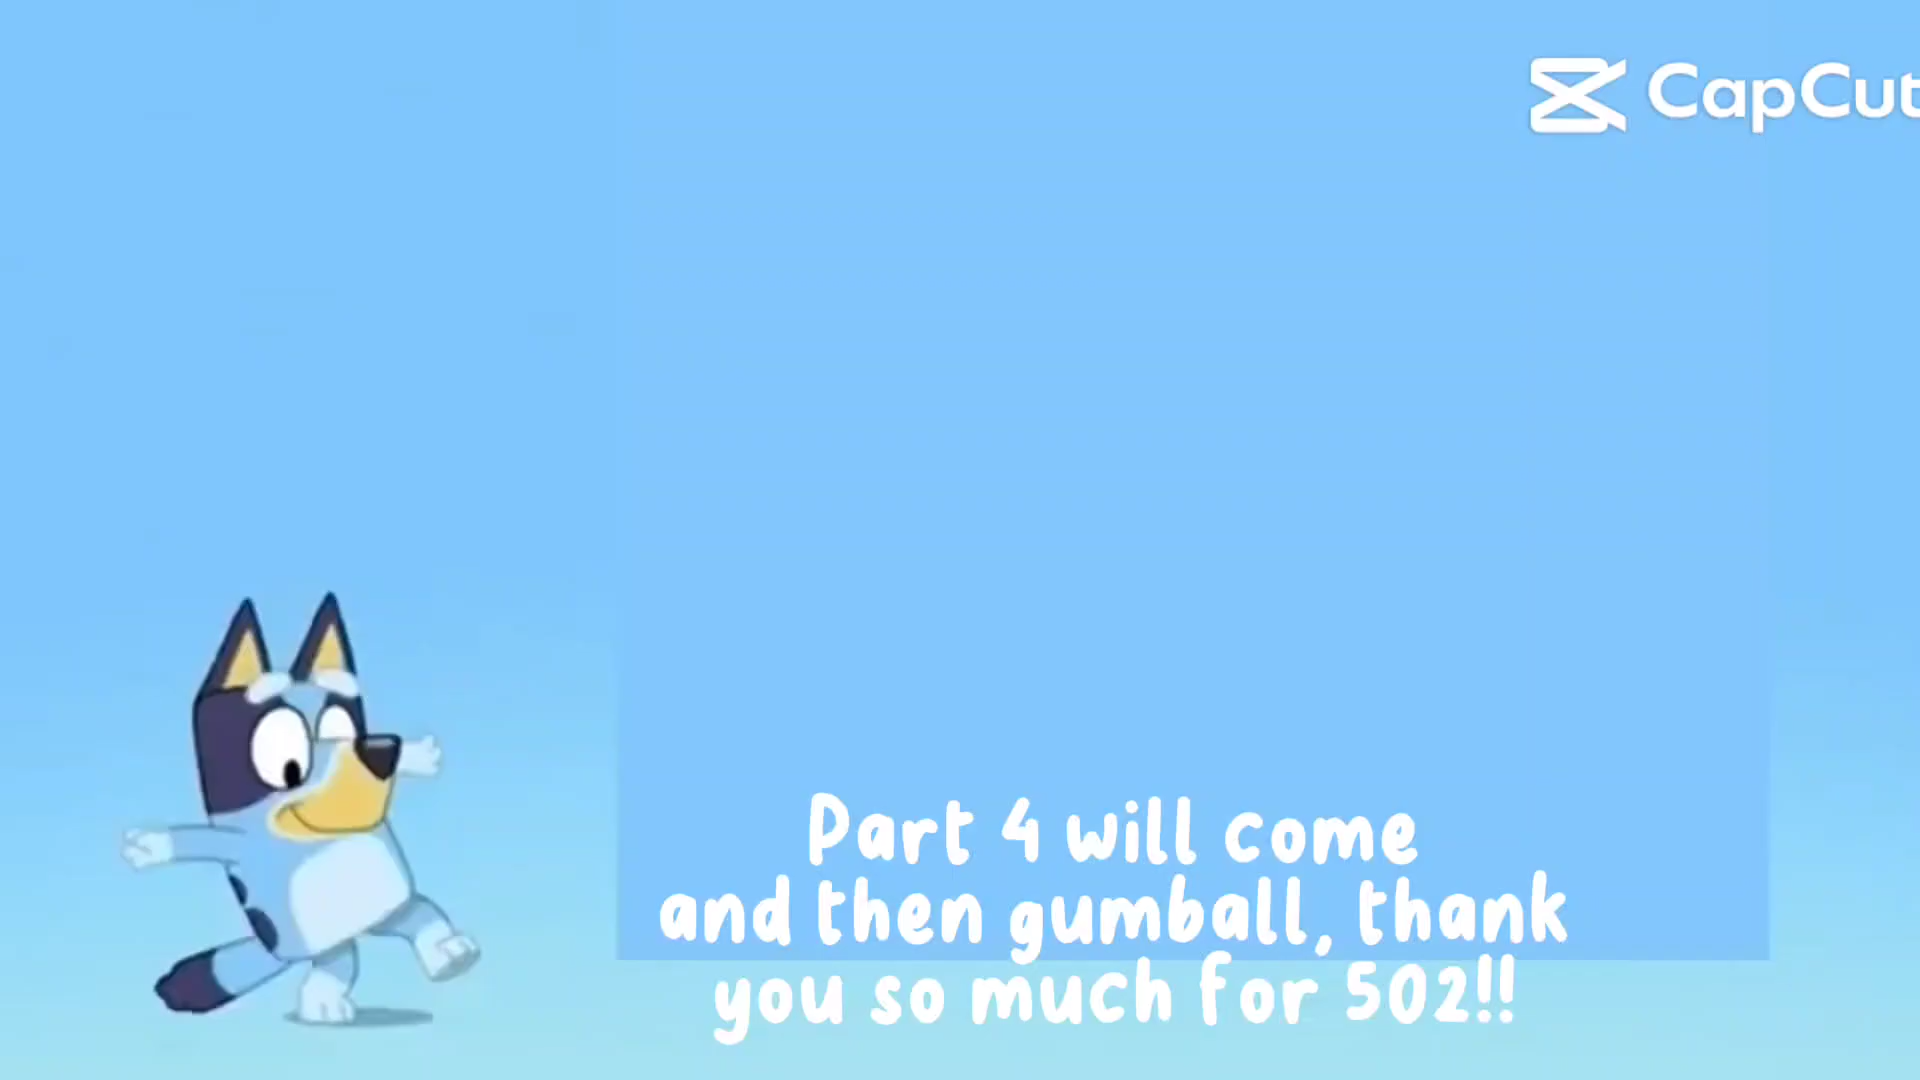 CapCut
Part 4 will come
and then gumball, thank
you so much for 502!!